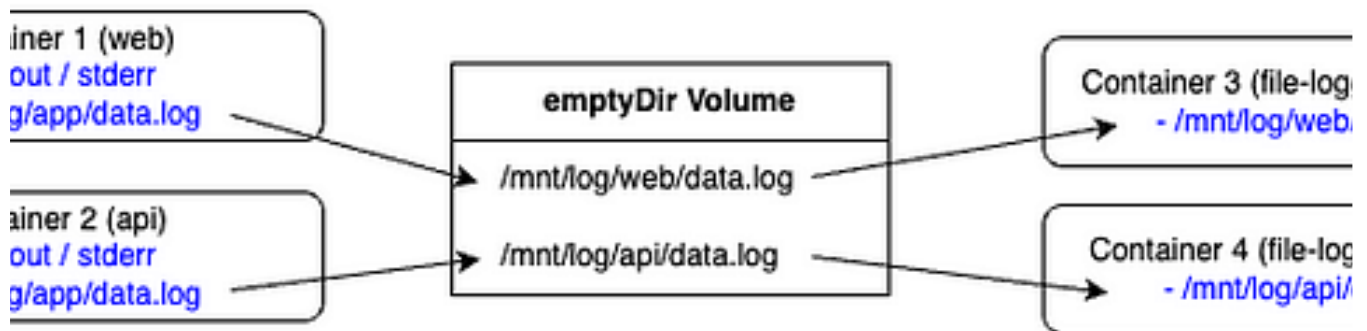 iner 1 (web)
out / stderr
g/app/data.log
ainer 2 (api)
out / stderr
g/app/data.log
emptyDir Volume
/mnt/log/web/data.log
/mnt/log/api/data.log
Container 3 (file-log
- /mnt/log/web/
Container 4 (file-log
- /mnt/log/api/